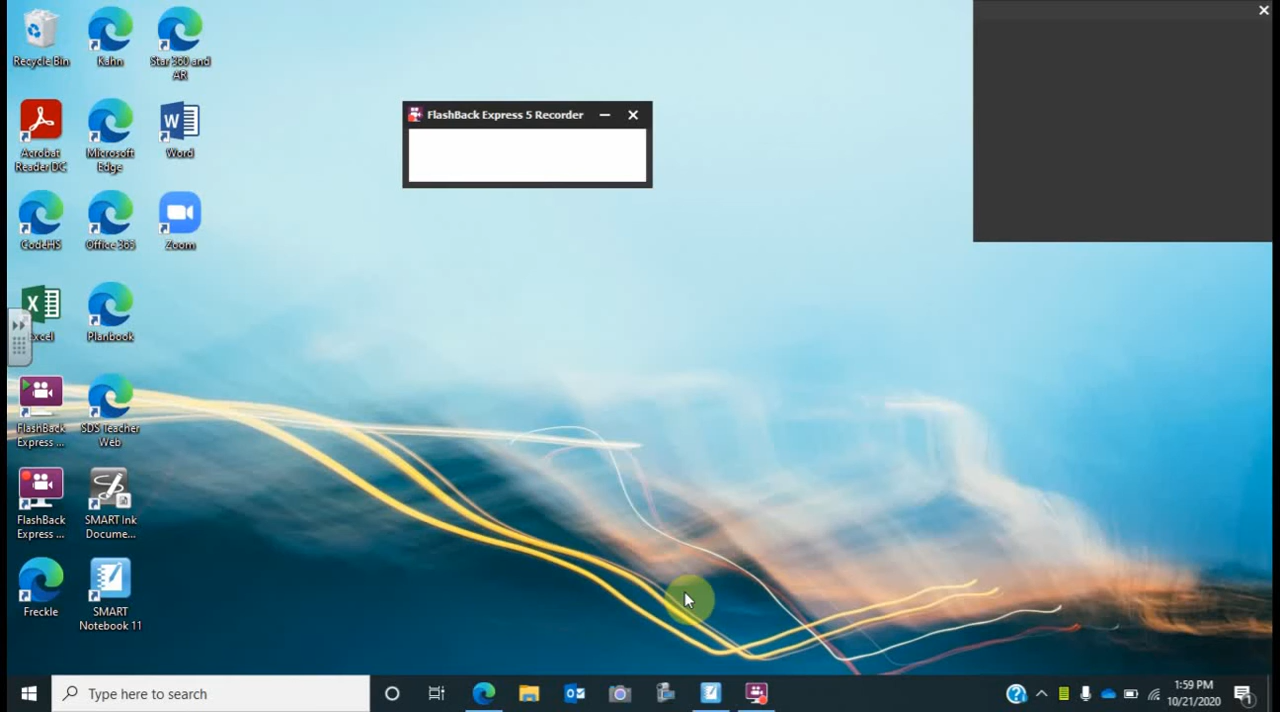 Recycle Bin
Kahn
Star 360 and
AR
Acrobat
Reader DC
Microsoft
Edge
Word
CodeHS
Office 365
Zoom
Excel
Planbook
FlashBack
Express ...
SDS Teacher
Web
FlashBack
Express ...
SMART Ink
Docume...
Freckle
SMART
Notebook 11
FlashBack Express 5 Recorder
Type here to search
1:59 PM
10/21/2020
1